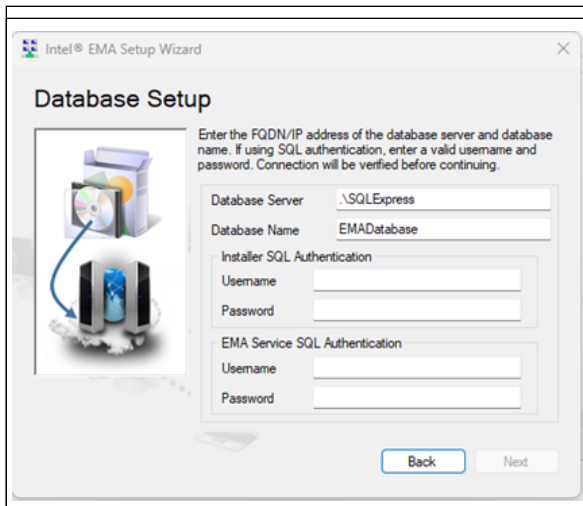 Intel® EMA Setup Wizard
Database Setup
Enter the FQDN/IP address of the database server and database
name. If using SQL authentication, enter a valid username and
password. Connection will be verified before continuing.
Database Server .\SQLExpress
Database Name EMADatabase
Installer SQL Authentication
Username
Password
EMA Service SQL Authentication
Username
Password
Back Next